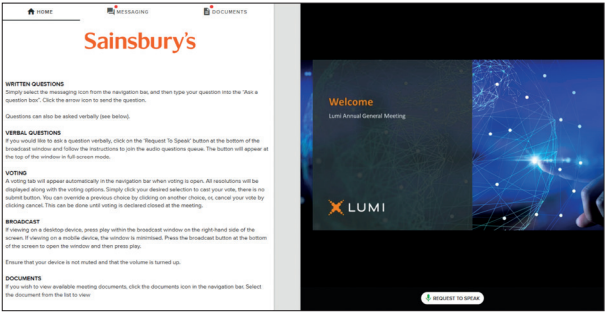 HOME
MESSAGING
DOCUMENTS
Sainsbury's
WRITTEN QUESTIONS
Simply select the messaging icon from the navigation bar, and then type your question into the 'Ask a
question box'. Click the arrow icon to send the question.
Questions can also be asked verbally (see below).
VERBAL QUESTIONS
If you would like to ask a question verbally, click on the 'Request To Speak' button at the bottom of the
broadcast window and follow the instructions to join the audio questions queue. The button will appear at
the top of the window in full screen mode.
VOTING
A voting tab will appear automatically in the navigation bar when voting is open. All resolutions will be
displayed along with the voting options. Simply click your desired selection to cast your vote, there is no
submit button. You can override a previous choice by clicking on another choice, or, cancel your vote by
clicking cancel. This can be done until voting is declared closed at the meeting.
BROADCAST
If viewing on a desktop device, press play within the broadcast window on the right-hand side of the
screen. If viewing on a mobile device, the window is minimised. Press the broadcast button at the bottom
of the screen to open the window and then press play.
Ensure that your device is not muted and that the volume is turned up.
DOCUMENTS
If you wish to view available meeting documents, click the documents icon in the navigation bar. Select
the document from the list to view
Welcome
Lumi Annual General Meeting
LUMI
REQUEST TO SPEAK